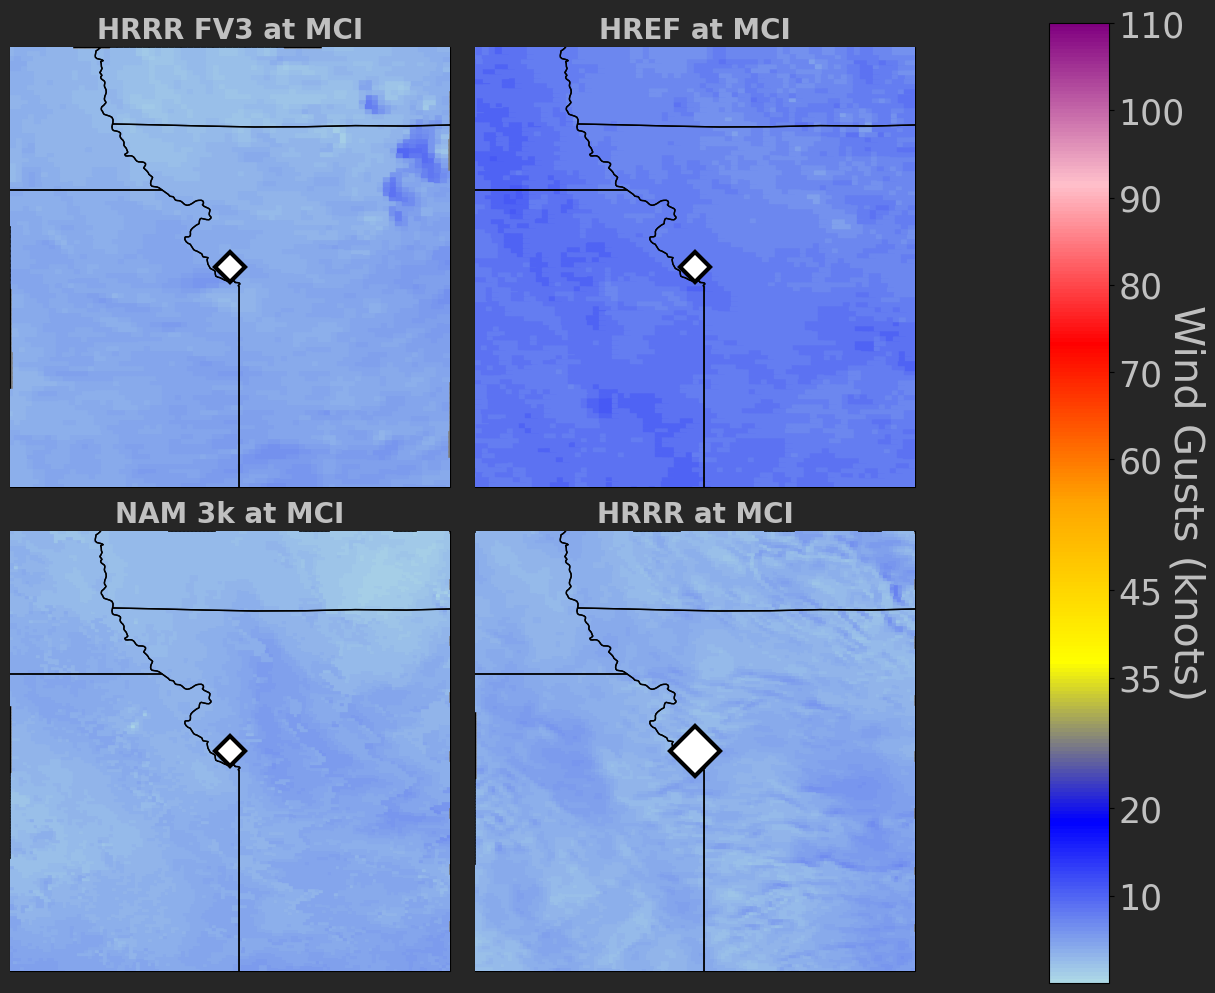 HRRR FV3 at MCI
HREF at MCI
NAM 3k at MCI
HRRR at MCI
110
100
90
80
70
60
45
35
20
10
Wind Gusts (knots)